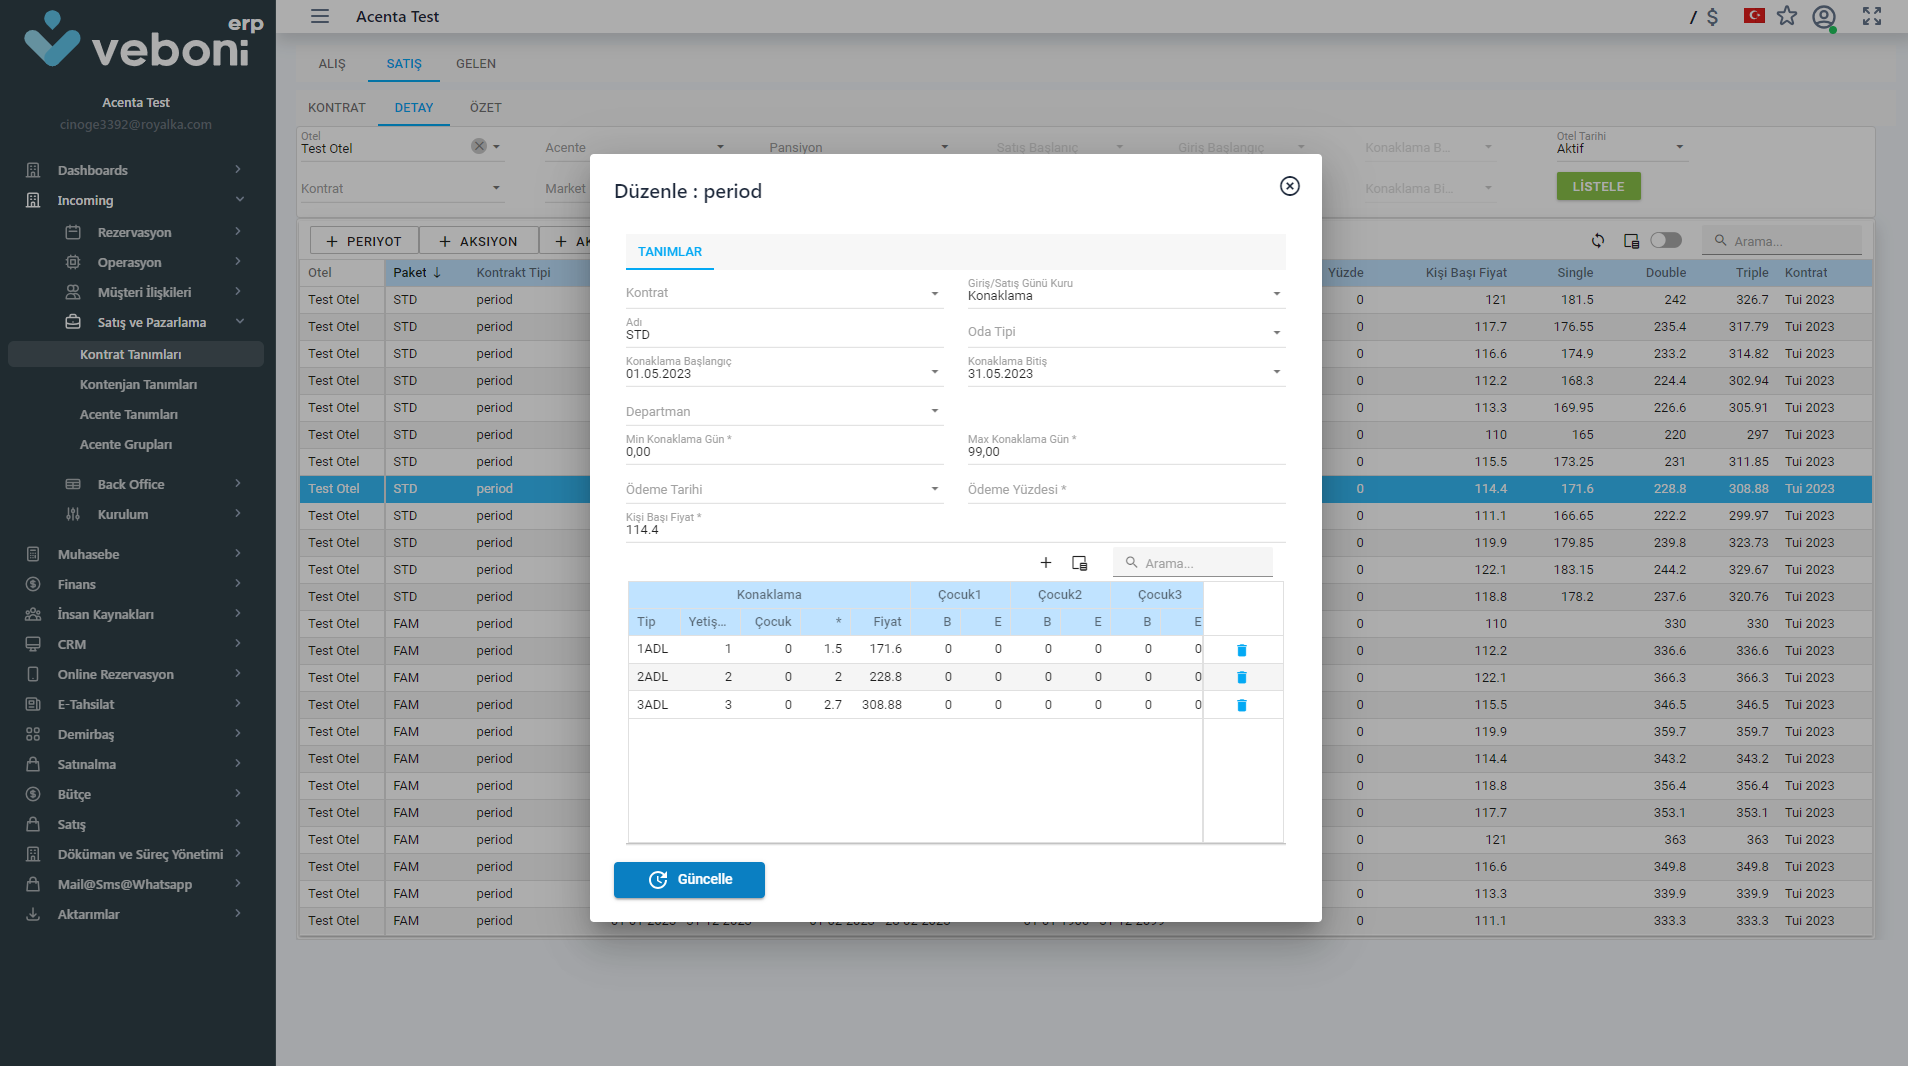 erp
veboni
Acenta Test
cinoge3392@royalka.com
Dashboards
Incoming
Rezervasyon
Operasyon
Müşteri İlişkileri
Satış ve Pazarlama
Kontrat Tanımları
Kontenjan Tanımları
Acente Tanımları
Acente Grupları
Back Office
Kurulum
Muhasebe
Finans
İnsan Kaynakları
CRM
Online Rezervasyon
E-Tahsilat
Demirbaş
Satınalma
Bütçe
Satış
Döküman ve Süreç Yönetimi
Mail@Sms@Whatsapp
Aktarımlar
Acenta Test / $
ALIŞ SATIŞ GELEN
KONTRAT DETAY ÖZET
Otel
Test Otel
Acente
Pansiyon
Satış Başlanıç
Giriş Başlangıç
Konaklama B...
Otel Tarihi
Aktif
Kontrat
Market
Konaklama Bi...
LİSTELE
+ PERIYOT + AKSIYON + AK
Arama...
Otel Paket ↓ Kontrakt Tipi Yüzde Kişi Başı Fiyat Single Double Triple Kontrat
Test Otel STD period 0 121 181.5 242 326.7 Tui 2023
Test Otel STD period 0 117.7 176.55 235.4 317.79 Tui 2023
Test Otel STD period 0 116.6 174.9 233.2 314.82 Tui 2023
Test Otel STD period 0 112.2 168.3 224.4 302.94 Tui 2023
Test Otel STD period 0 113.3 169.95 226.6 305.91 Tui 2023
Test Otel STD period 0 110 165 220 297 Tui 2023
Test Otel STD period 0 115.5 173.25 231 311.85 Tui 2023
Test Otel STD period 0 114.4 171.6 228.8 308.88 Tui 2023
Test Otel STD period 0 111.1 166.65 222.2 299.97 Tui 2023
Test Otel STD period 0 119.9 179.85 239.8 323.73 Tui 2023
Test Otel STD period 0 122.1 183.15 244.2 329.67 Tui 2023
Test Otel STD period 0 118.8 178.2 237.6 320.76 Tui 2023
Test Otel FAM period 0 110 330 330 Tui 2023
Test Otel FAM period 0 112.2 336.6 336.6 Tui 2023
Test Otel FAM period 0 122.1 366.3 366.3 Tui 2023
Test Otel FAM period 0 115.5 346.5 346.5 Tui 2023
Test Otel FAM period 0 119.9 359.7 359.7 Tui 2023
Test Otel FAM period 0 114.4 343.2 343.2 Tui 2023
Test Otel FAM period 0 118.8 356.4 356.4 Tui 2023
Test Otel FAM period 0 117.7 353.1 353.1 Tui 2023
Test Otel FAM period 0 121 363 363 Tui 2023
Test Otel FAM period 0 116.6 349.8 349.8 Tui 2023
Test Otel FAM period 0 113.3 339.9 339.9 Tui 2023
Test Otel FAM period 0 111.1 333.3 333.3 Tui 2023
Düzenle : period
TANIMLAR
Kontrat
Giriş/Satış Günü Kuru
Konaklama
Adı
STD
Oda Tipi
Konaklama Başlangıç
01.05.2023
Konaklama Bitiş
31.05.2023
Departman
Min Konaklama Gün *
0,00
Max Konaklama Gün *
99,00
Ödeme Tarihi
Ödeme Yüzdesi *
Kişi Başı Fiyat *
114.4
+ Arama...
Konaklama Çocuk1 Çocuk2 Çocuk3
Tip Yetiş... Çocuk * Fiyat B E B E B E
1ADL 1 0 1.5 171.6 0 0 0 0 0 0
2ADL 2 0 2 228.8 0 0 0 0 0 0
3ADL 3 0 2.7 308.88 0 0 0 0 0 0
Güncelle